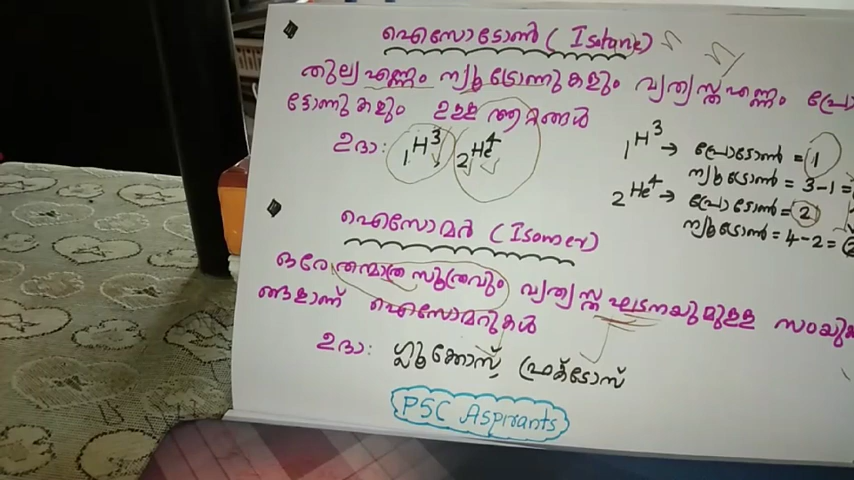 ഐസോടോൺ (Isotone)
തുല്യ എണ്ണം ന്യൂട്രോണുകളും വ്യത്യസ്ത എണ്ണം പ്രോ
ട്ടോണുകളും ഉള്ള ആറ്റങ്ങൾ
ഉദാ: ₁H³ ₂He⁴
₁H³ → പ്രോടോൺ = 1
ന്യൂട്രോൺ = 3-1 =
₂He⁴ → പ്രോടോൺ = 2
ന്യൂട്രോൺ = 4-2 = 2
ഐസോമർ (Isomer)
ഒരേ തന്മാത്ര സൂത്രവും വ്യത്യസ്ത ഘടനയുമുള്ള സംയുക്ത
ങ്ങളാണ് ഐസോമറുകൾ
ഉദാ: ഗ്ലൂക്കോസ്, ഫ്രക്ടോസ്
PSC Aspirants